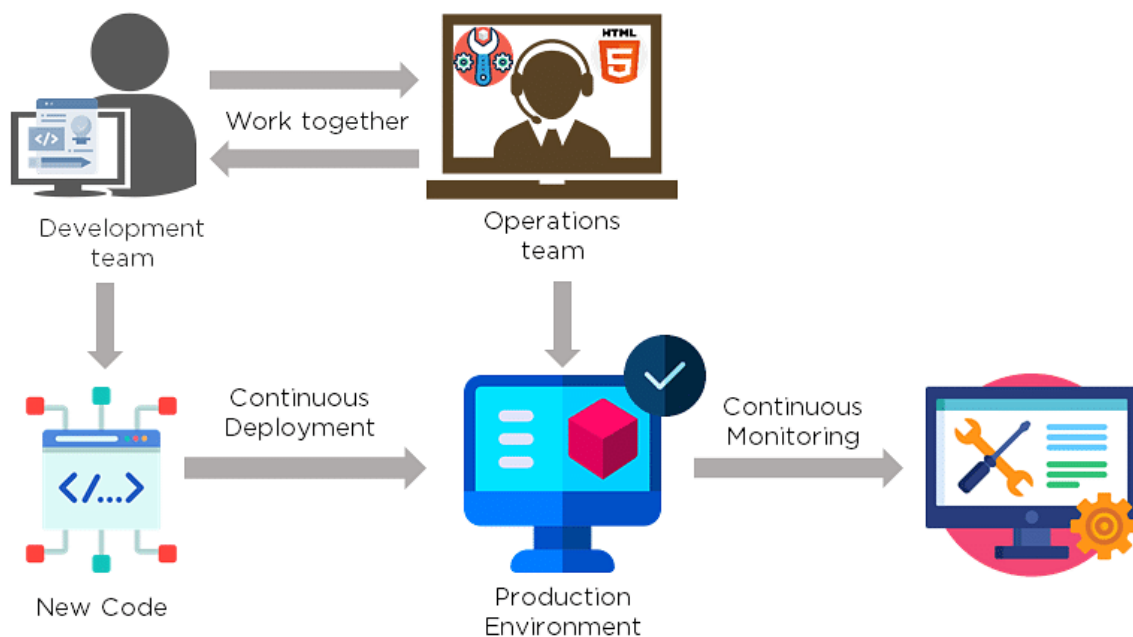 HTML
5
Work together
Development
team
Operations
team
Continuous
Deployment
Continuous
Monitoring
</>
</...>
New Code
Production
Environment